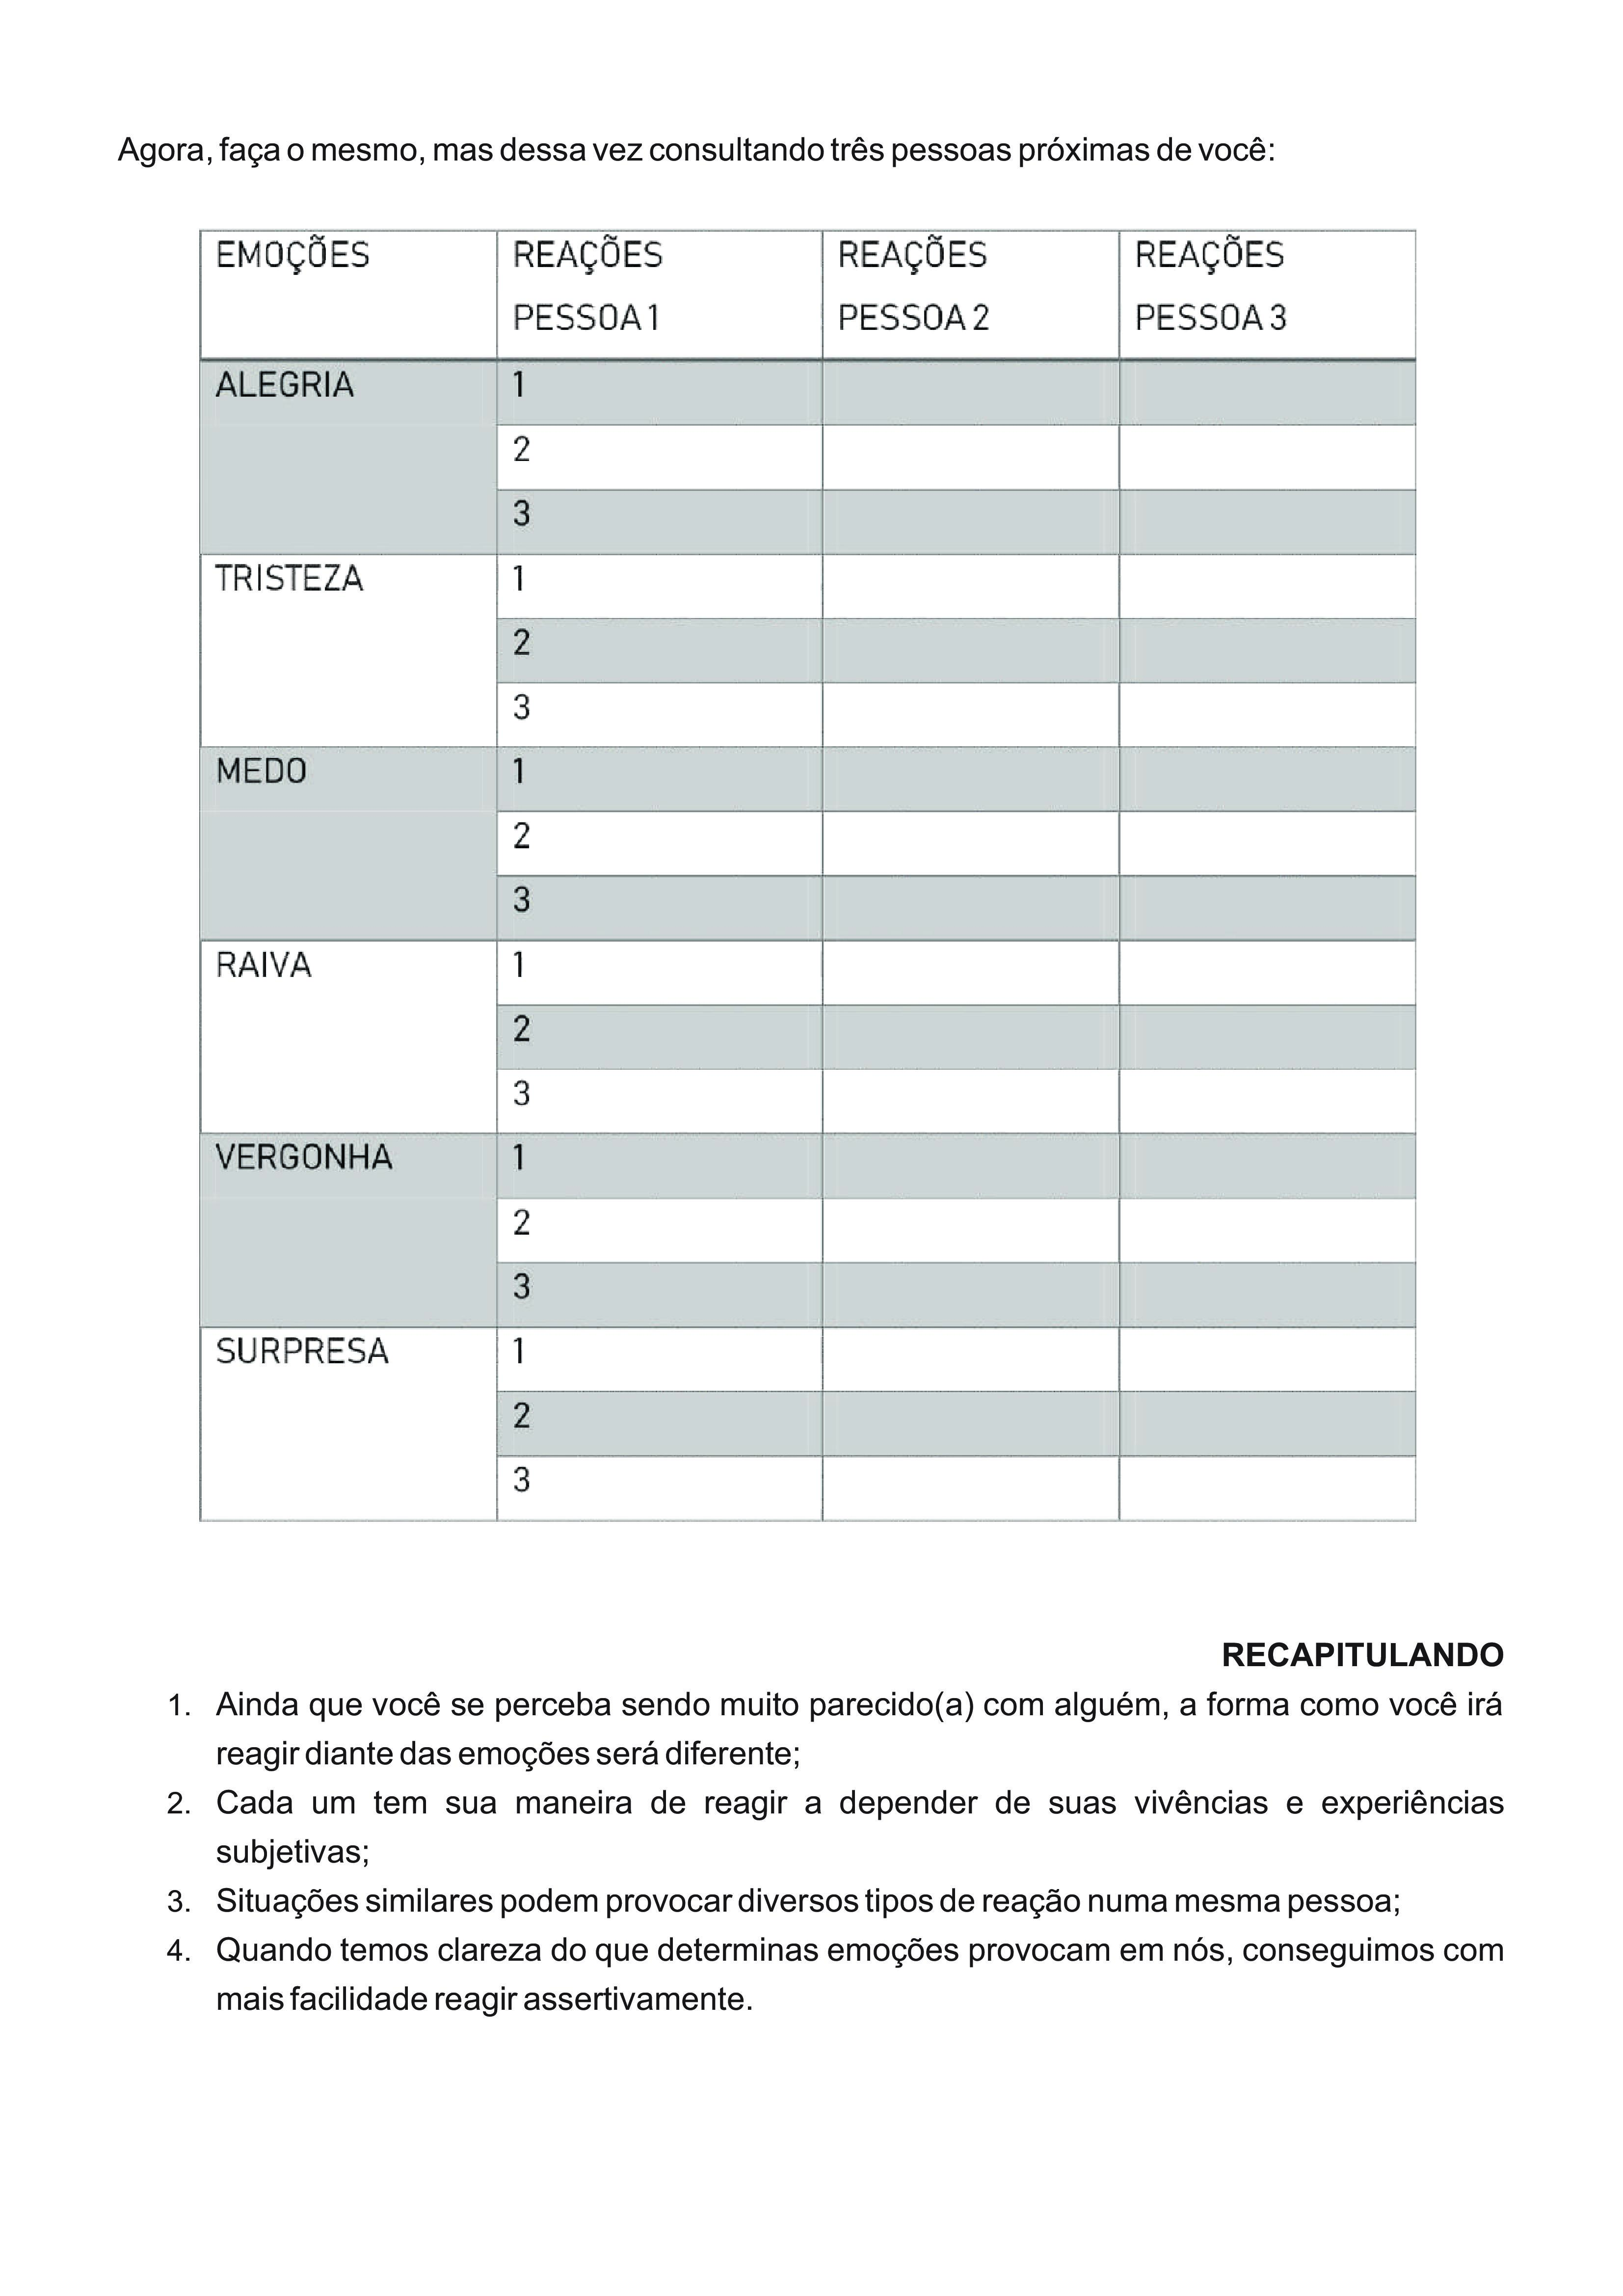 Agora, faça o mesmo, mas dessa vez consultando três pessoas próximas de você:
EMOÇÕES REAÇÕES PESSOA 1 REAÇÕES PESSOA 2 REAÇÕES PESSOA 3
ALEGRIA 1
2
3
TRISTEZA 1
2
3
MEDO 1
2
3
RAIVA 1
2
3
VERGONHA 1
2
3
SURPRESA 1
2
3
RECAPITULANDO
1. Ainda que você se perceba sendo muito parecido(a) com alguém, a forma como você irá
reagir diante das emoções será diferente;
2. Cada um tem sua maneira de reagir a depender de suas vivências e experiências
subjetivas;
3. Situações similares podem provocar diversos tipos de reação numa mesma pessoa;
4. Quando temos clareza do que determinas emoções provocam em nós, conseguimos com
mais facilidade reagir assertivamente.